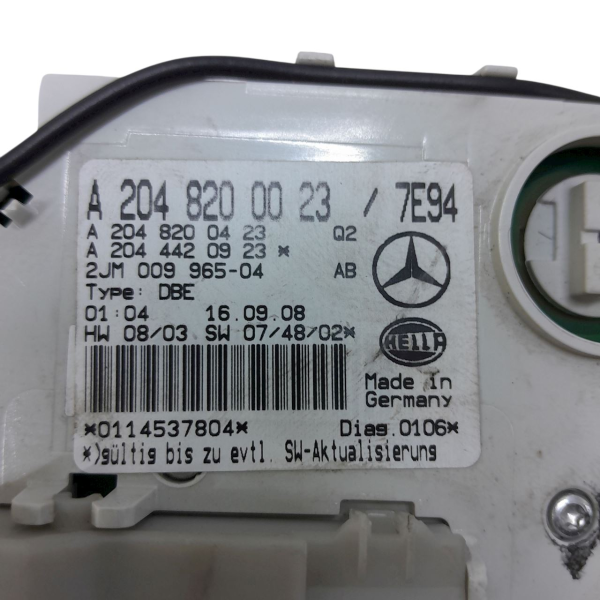 A 204 820 00 23 / 7E94
A 204 820 04 23 Q2
A 204 442 09 23 *
2JM 009 965-04 AB
Type: DBE
01:04 16.09.08
HW 08/03 SW 07/48/02*
HELLA
Made In
Germany
*0114537804* Diag.0106*
*)gültig bis zu evtl. SW-Aktualisierung